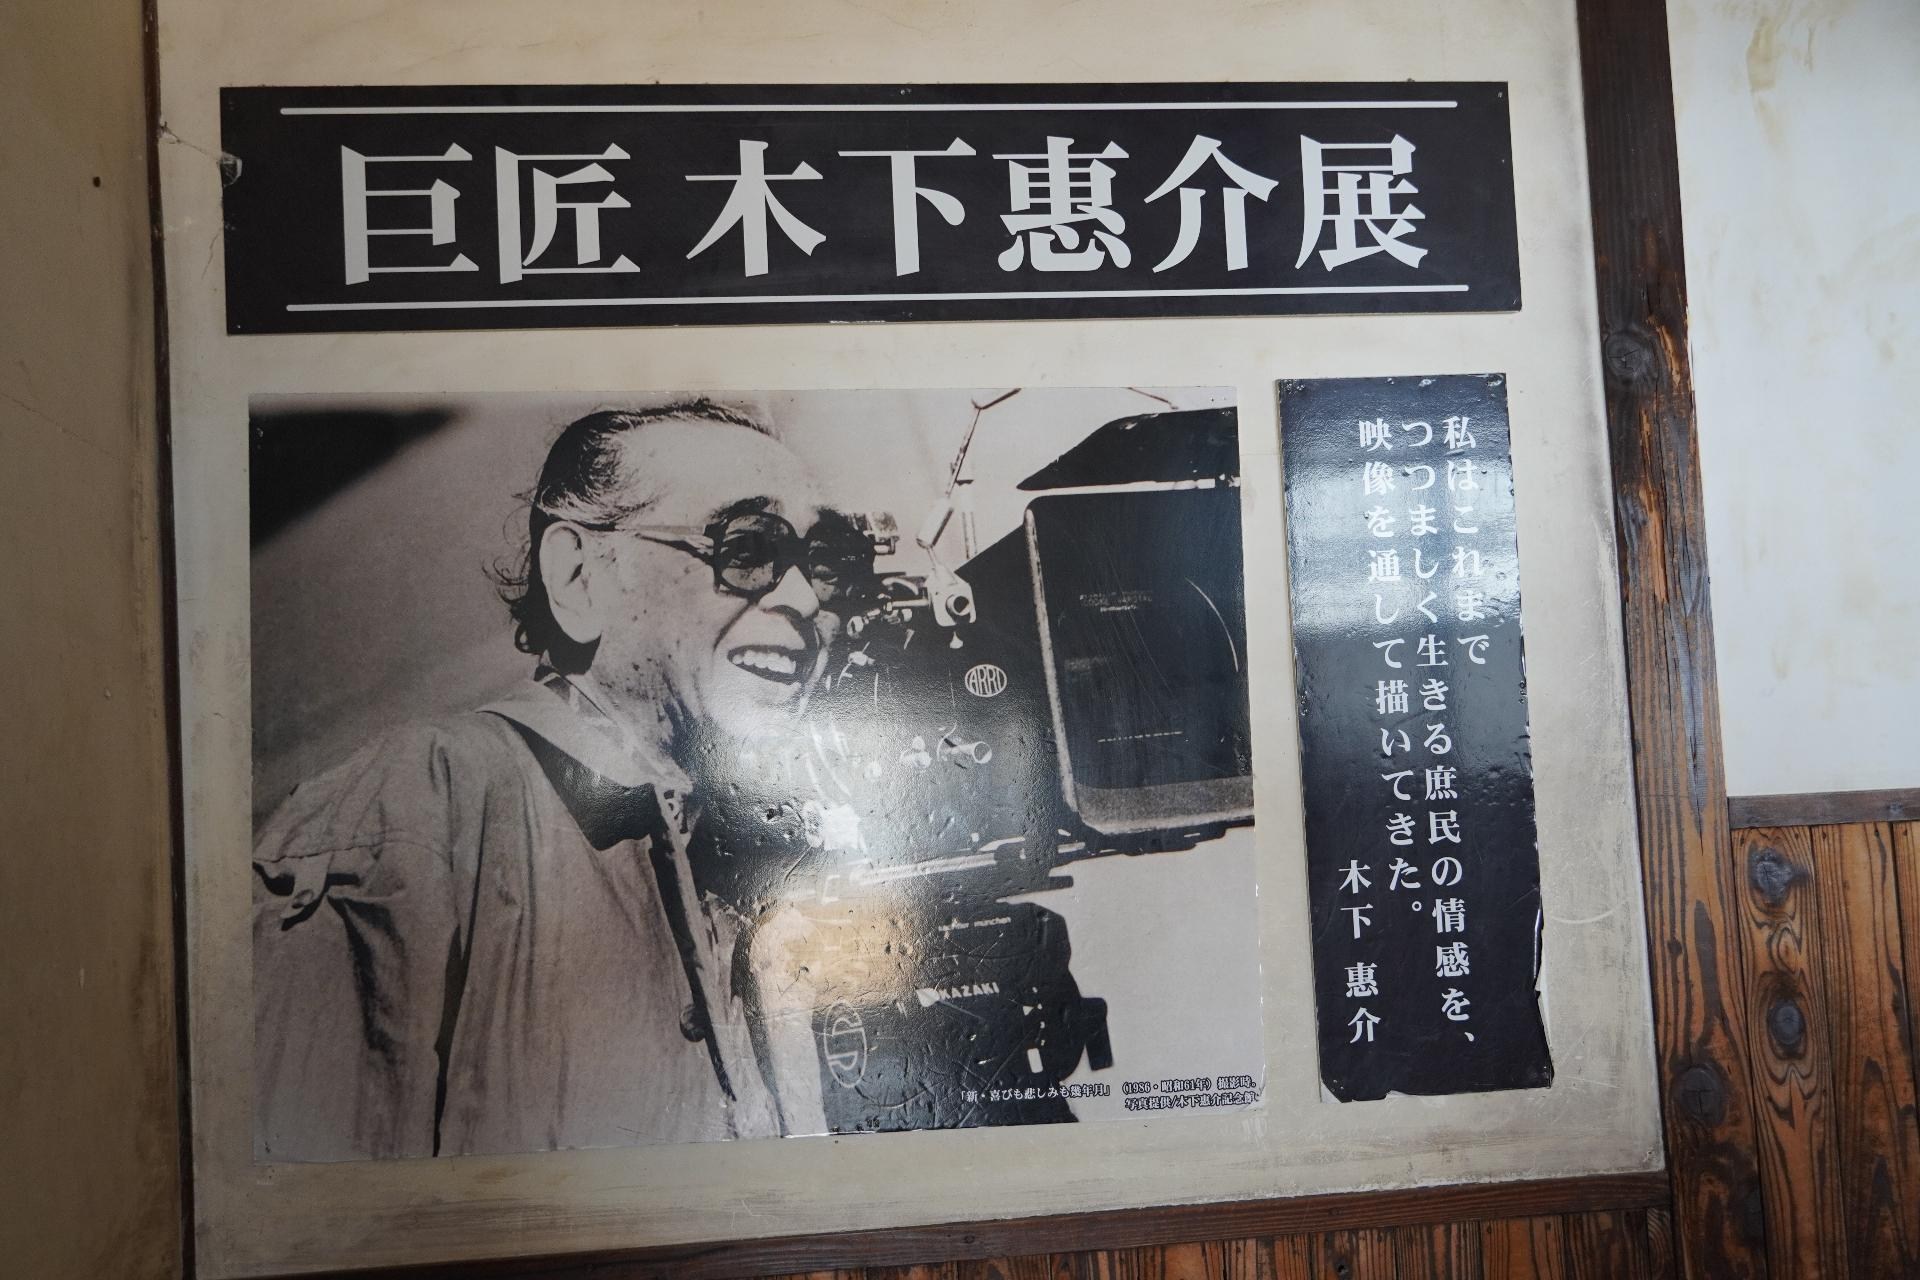 巨匠 木下惠介展
私はこれまで
つつましく生きる庶民の情感を、
映像を通して描いてきた。
木下 惠介
ARRI
KAZAKI
「新・喜びも悲しみも幾年月」（1986・昭和61年）撮影時。
写真提供/木下惠介記念館